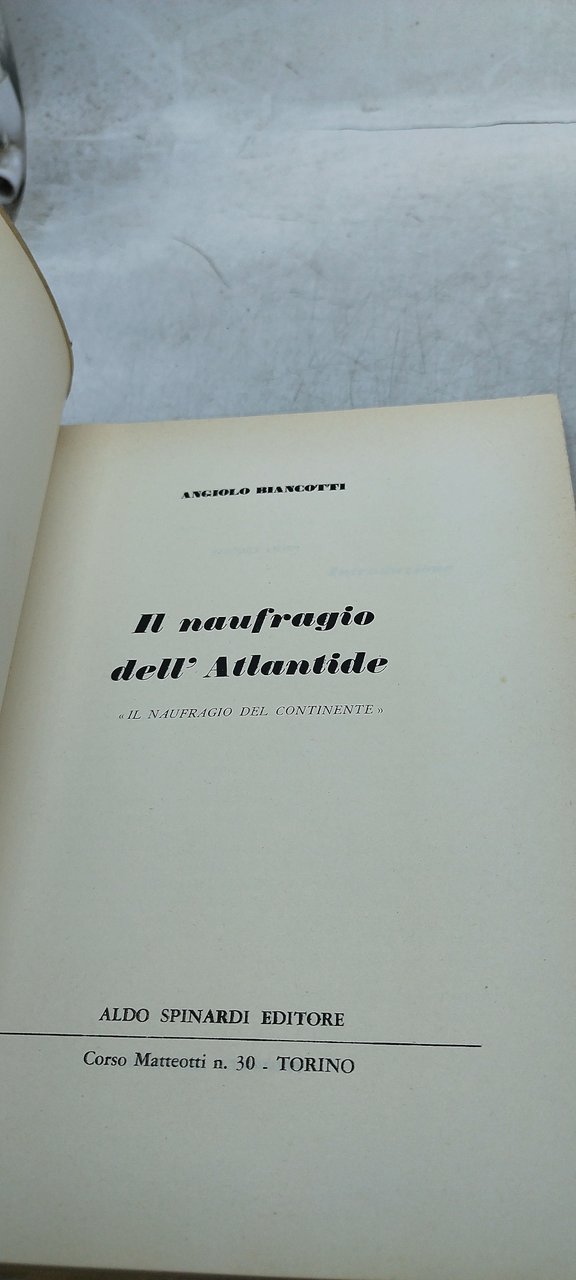 ANGIOLO BIANCOTTI
Il naufragio
dell' Atlantide
« IL NAUFRAGIO DEL CONTINENTE »
ALDO SPINARDI EDITORE
Corso Matteotti n. 30 - TORINO